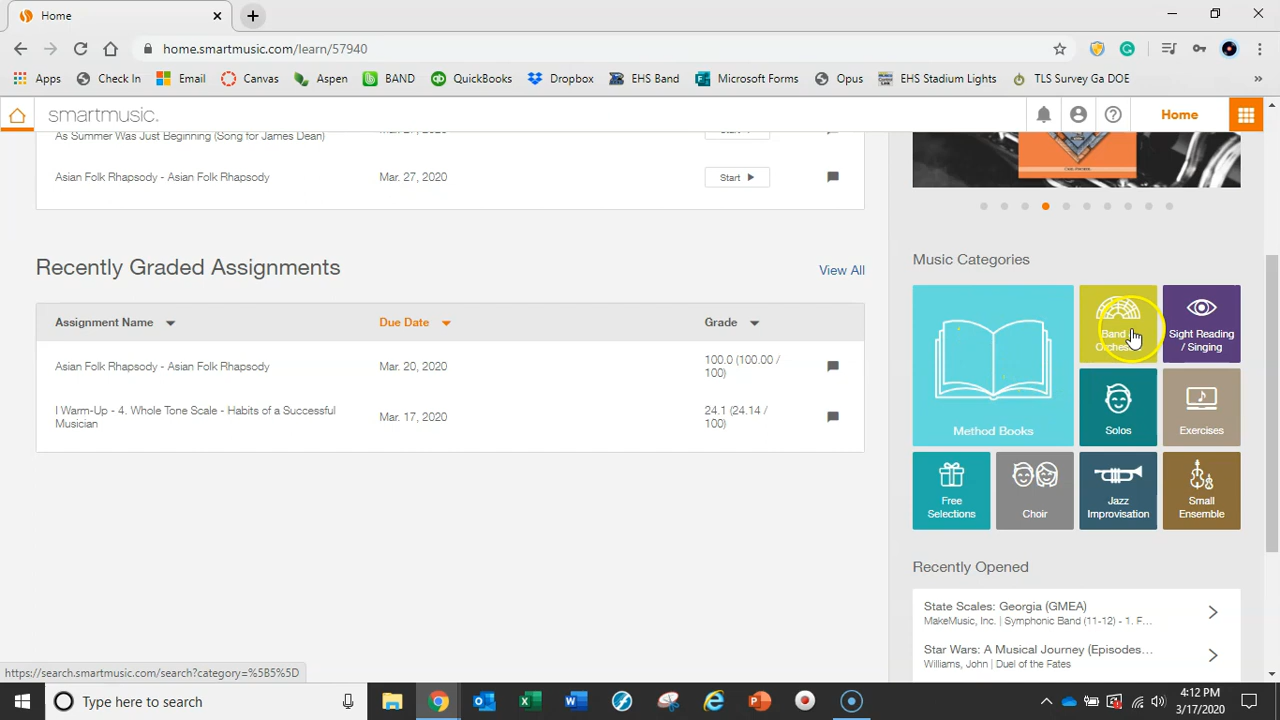 Home
home.smartmusic.com/learn/57940
Apps
Check In
Email
Canvas
Aspen
BAND
QuickBooks
Dropbox
EHS Band
Microsoft Forms
Opus
EHS Stadium Lights
TLS Survey Ga DOE
»
smartmusic.
Home
As Summer Was Just Beginning (Song for James Dean)
Asian Folk Rhapsody - Asian Folk Rhapsody
Mar. 27, 2020
Start
Recently Graded Assignments
View All
Assignment Name
Due Date
Grade
Asian Folk Rhapsody - Asian Folk Rhapsody
Mar. 20, 2020
100.0 (100.00 /
100)
I Warm-Up - 4. Whole Tone Scale - Habits of a Successful
Musician
Mar. 17, 2020
24.1 (24.14 /
100)
Music Categories
Method Books
Band
Sight Reading
/ Singing
Solos
Exercises
Free
Selections
Choir
Jazz
Improvisation
Small
Ensemble
Recently Opened
State Scales: Georgia (GMEA)
MakeMusic, Inc. | Symphonic Band (11-12) - 1. F...
Star Wars: A Musical Journey (Episodes...
Williams, John | Duel of the Fates
https://search.smartmusic.com/search?category=%5B5%5D
Type here to search
4:12 PM
3/17/2020